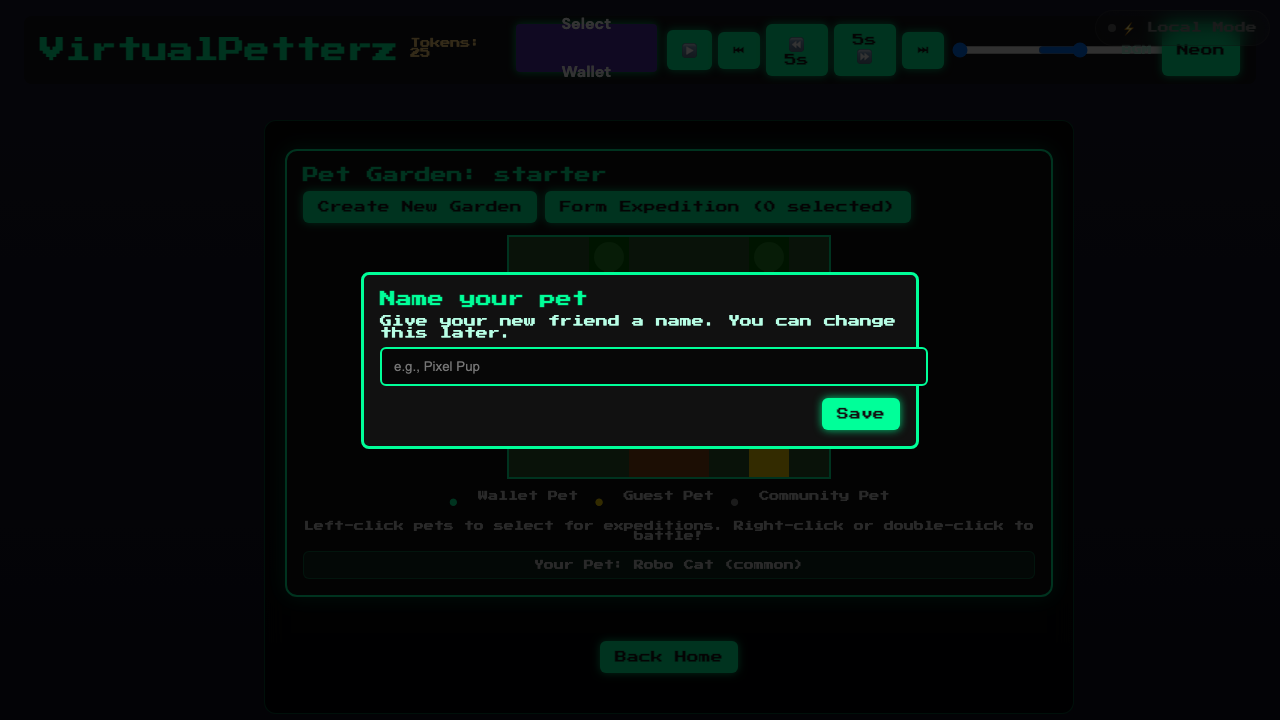 VirtualPetterz
Tokens:
25
Select
Wallet
5s
5s
Local Mode
Neon
Pet Garden: starter
Create New Garden
Form Expedition (0 selected)
Name your pet
Give your new friend a name. You can change
this later.
e.g., Pixel Pup
Save
Wallet Pet
Guest Pet
Community Pet
Left-click pets to select for expeditions. Right-click or double-click to
battle!
Your Pet: Robo Cat (common)
Back Home